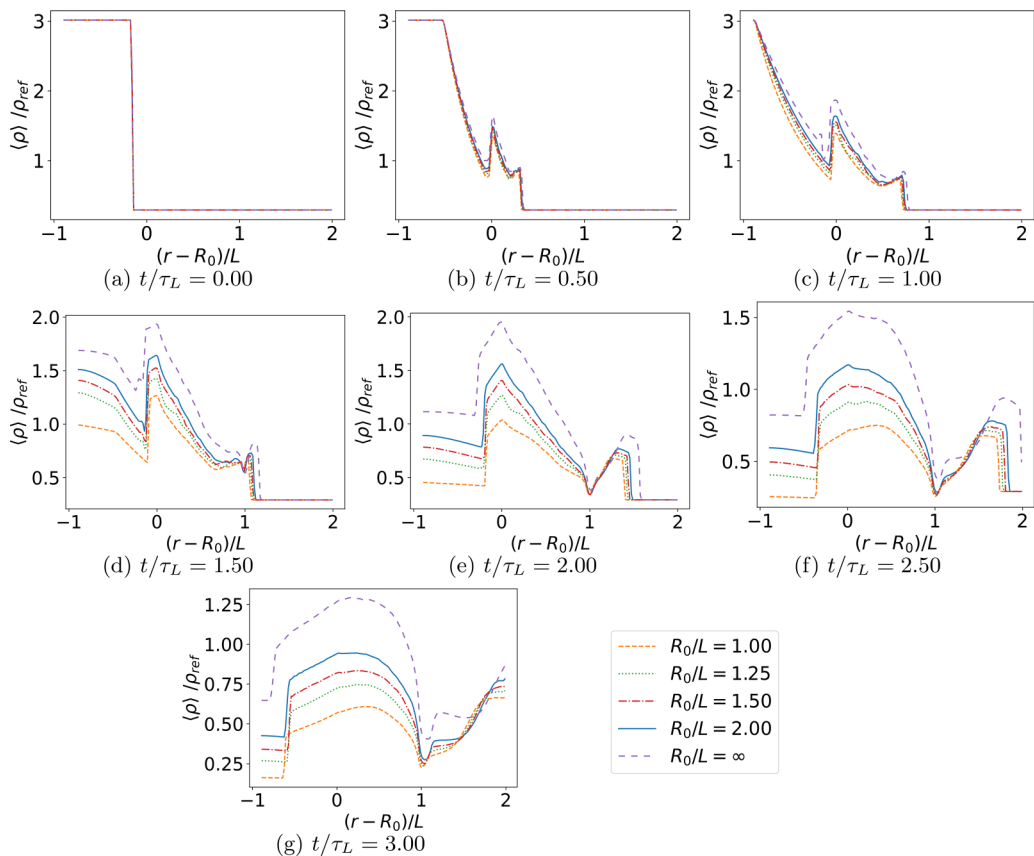 3
2
1
⟨ρ⟩ /ρref
−1 0 1 2
(r − R0)/L
(a) t/τL = 0.00
3
2
1
⟨ρ⟩ /ρref
−1 0 1 2
(r − R0)/L
(b) t/τL = 0.50
3
2
1
⟨ρ⟩ /ρref
−1 0 1 2
(r − R0)/L
(c) t/τL = 1.00
2.0
1.5
1.0
0.5
⟨ρ⟩ /ρref
−1 0 1 2
(r − R0)/L
(d) t/τL = 1.50
2.0
1.5
1.0
0.5
⟨ρ⟩ /ρref
−1 0 1 2
(r − R0)/L
(e) t/τL = 2.00
1.5
1.0
0.5
⟨ρ⟩ /ρref
−1 0 1 2
(r − R0)/L
(f) t/τL = 2.50
1.25
1.00
0.75
0.50
0.25
⟨ρ⟩ /ρref
−1 0 1 2
(r − R0)/L
(g) t/τL = 3.00
R0/L = 1.00
R0/L = 1.25
R0/L = 1.50
R0/L = 2.00
R0/L = ∞